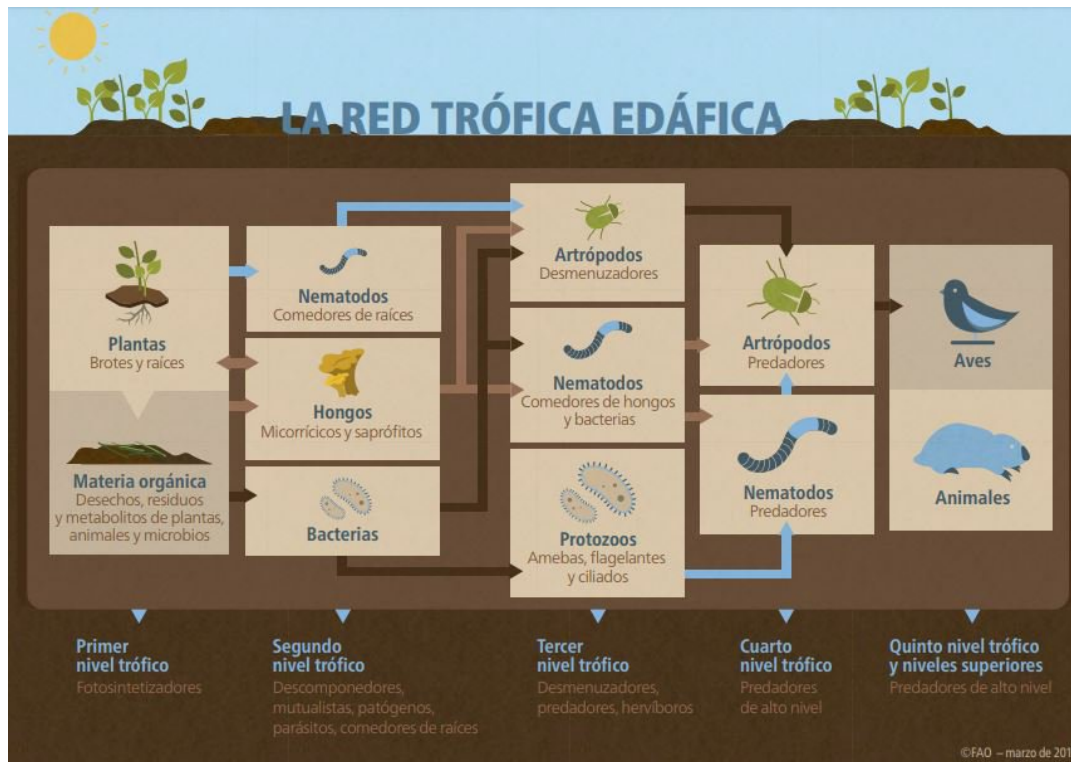 LA RED TRÓFICA EDÁFICA
Plantas
Brotes y raíces
Materia orgánica
Desechos, residuos
y metabolitos de plantas,
animales y microbios
Nematodos
Comedores de raíces
Hongos
Micorrícicos y saprófitos
Bacterias
Artrópodos
Desmenuzadores
Nematodos
Comedores de hongos
y bacterias
Protozoos
Amebas, flagelantes
y ciliados
Artrópodos
Predadores
Nematodos
Predadores
Aves
Animales
Primer
nivel trófico
Fotosintetizadores
Segundo
nivel trófico
Descomponedores,
mutualistas, patógenos,
parásitos, comedores de raíces
Tercer
nivel trófico
Desmenuzadores,
predadores, hervíboros
Cuarto
nivel trófico
Predadores
de alto nivel
Quinto nivel trófico
y niveles superiores
Predadores de alto nivel
©FAO – marzo de 201